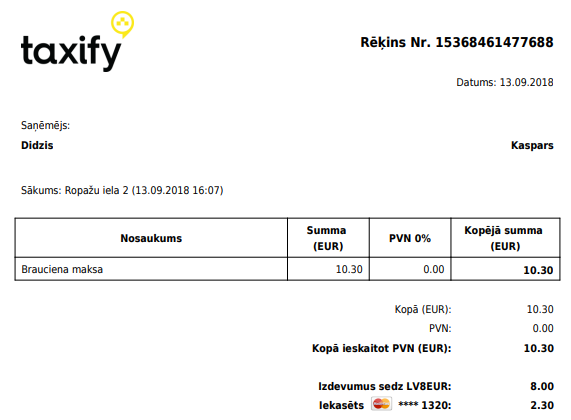 taxify
Rēķins Nr. 15368461477688
Datums: 13.09.2018
Saņēmējs:
Didzis Kaspars
Sākums: Ropažu iela 2 (13.09.2018 16:07)
Nosaukums Summa (EUR) PVN 0% Kopējā summa (EUR)
Brauciena maksa 10.30 0.00 10.30
Kopā (EUR): 10.30
PVN: 0.00
Kopā ieskaitot PVN (EUR): 10.30
Izdevumus sedz LV8EUR: 8.00
Iekasēts **** 1320: 2.30